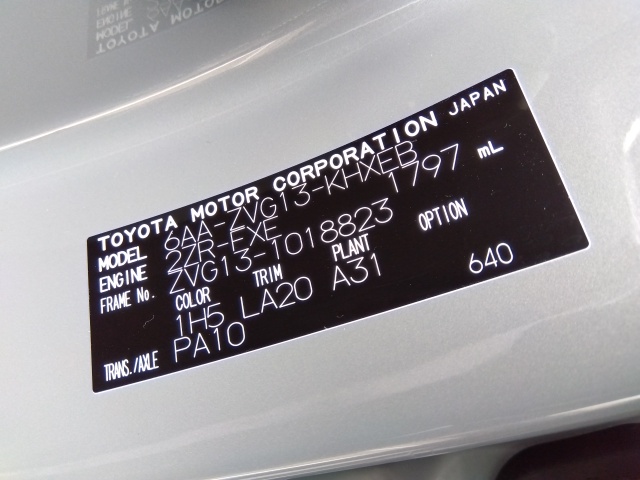 TOYOTA MOTOR CORPORATION JAPAN
MODEL 6AA-ZVG13-KHXEB
ENGINE 2ZR-FXE 1797 mL
FRAME No. ZVG13-1018823
COLOR TRIM PLANT OPTION
1H5 LA20 A31 640
TRANS./AXLE PA10